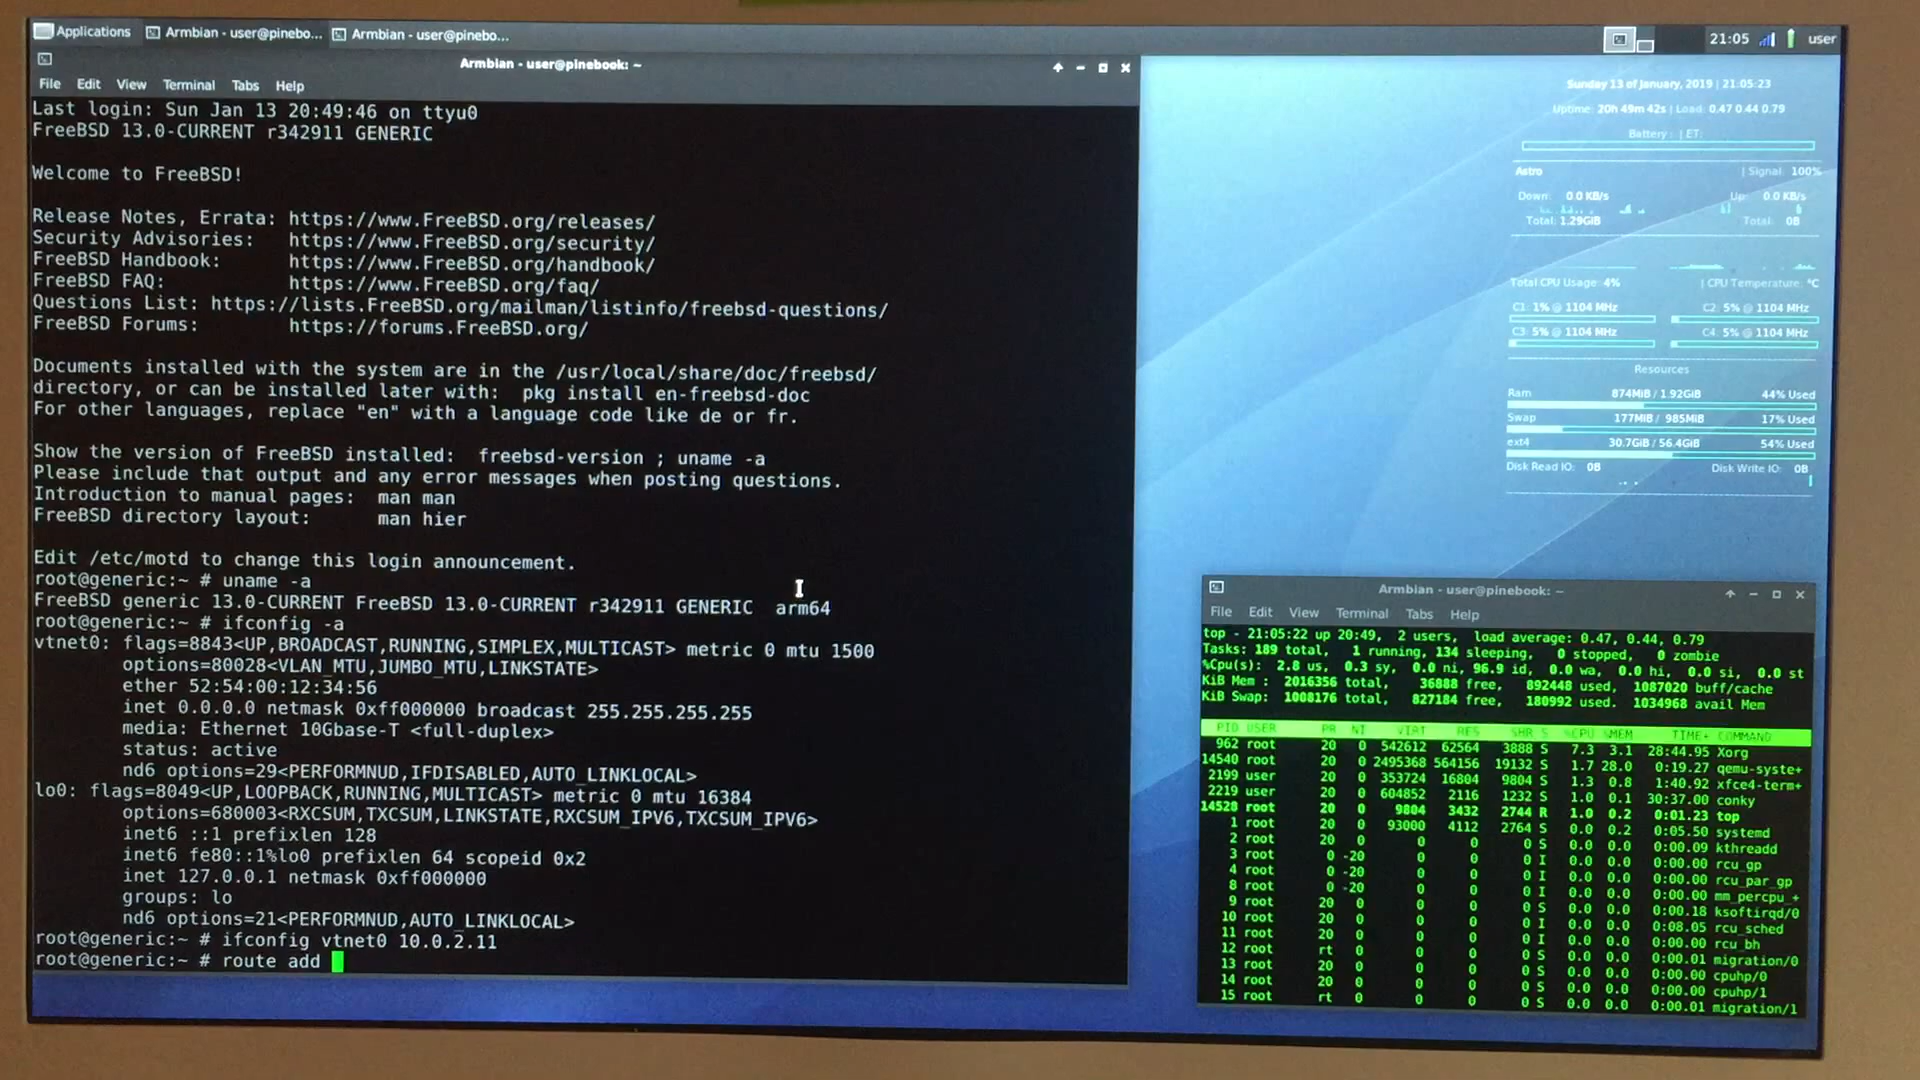 Applications
Armbian - user@pinebo...
Armbian - user@pinebo...
21:05
user
Armbian - user@pinebook: ~
File Edit View Terminal Tabs Help
Last login: Sun Jan 13 20:49:46 on ttyu0
FreeBSD 13.0-CURRENT r342911 GENERIC
Welcome to FreeBSD!
Release Notes, Errata: https://www.FreeBSD.org/releases/
Security Advisories: https://www.FreeBSD.org/security/
FreeBSD Handbook: https://www.FreeBSD.org/handbook/
FreeBSD FAQ: https://www.FreeBSD.org/faq/
Questions List: https://lists.FreeBSD.org/mailman/listinfo/freebsd-questions/
FreeBSD Forums: https://forums.FreeBSD.org/
Documents installed with the system are in the /usr/local/share/doc/freebsd/
directory, or can be installed later with: pkg install en-freebsd-doc
For other languages, replace "en" with a language code like de or fr.
Show the version of FreeBSD installed: freebsd-version ; uname -a
Please include that output and any error messages when posting questions.
Introduction to manual pages: man man
FreeBSD directory layout: man hier
Edit /etc/motd to change this login announcement.
root@generic:~ # uname -a
FreeBSD generic 13.0-CURRENT FreeBSD 13.0-CURRENT r342911 GENERIC arm64
root@generic:~ # ifconfig -a
vtnet0: flags=8843<UP,BROADCAST,RUNNING,SIMPLEX,MULTICAST> metric 0 mtu 1500
options=80028<VLAN_MTU,JUMBO_MTU,LINKSTATE>
ether 52:54:00:12:34:56
inet 0.0.0.0 netmask 0xff000000 broadcast 255.255.255.255
media: Ethernet 10Gbase-T <full-duplex>
status: active
nd6 options=29<PERFORMNUD,IFDISABLED,AUTO_LINKLOCAL>
lo0: flags=8049<UP,LOOPBACK,RUNNING,MULTICAST> metric 0 mtu 16384
options=680003<RXCSUM,TXCSUM,LINKSTATE,RXCSUM_IPV6,TXCSUM_IPV6>
inet6 ::1 prefixlen 128
inet6 fe80::1%lo0 prefixlen 64 scopeid 0x2
inet 127.0.0.1 netmask 0xff000000
groups: lo
nd6 options=21<PERFORMNUD,AUTO_LINKLOCAL>
root@generic:~ # ifconfig vtnet0 10.0.2.11
root@generic:~ # route add
Sunday 13 of January, 2019 | 21:05:23
Uptime: 20h 49m 42s | Load: 0.47 0.44 0.79
Battery : | ET:
Astro | Signal: 100%
Down: 0.0 KB/s Up: 0.0 KB/s
Total: 1.29GiB Total: 0B
Total CPU Usage: 4% | CPU Temperature: °C
C1: 1% @ 1104 MHz C2: 5% @ 1104 MHz
C3: 5% @ 1104 MHz C4: 5% @ 1104 MHz
Resources
Ram 874MiB / 1.92GiB 44% Used
Swap 177MiB / 985MiB 17% Used
ext4 30.7GiB / 56.4GiB 54% Used
Disk Read IO: 0B Disk Write IO: 0B
Armbian - user@pinebook: ~
File Edit View Terminal Tabs Help
top - 21:05:22 up 20:49, 2 users, load average: 0.47, 0.44, 0.79
Tasks: 189 total, 1 running, 134 sleeping, 0 stopped, 0 zombie
%Cpu(s): 2.8 us, 0.3 sy, 0.0 ni, 96.9 id, 0.0 wa, 0.0 hi, 0.0 si, 0.0 st
KiB Mem : 2016356 total, 36888 free, 892448 used, 1087020 buff/cache
KiB Swap: 1008176 total, 827184 free, 180992 used. 1034968 avail Mem
PID USER PR NI VIRT RES SHR S %CPU %MEM TIME+ COMMAND
962 root 20 0 542612 62564 3888 S 7.3 3.1 28:44.95 Xorg
14540 root 20 0 2495368 564156 19132 S 1.7 28.0 0:19.27 qemu-syste+
2199 user 20 0 353724 16804 9804 S 1.3 0.8 1:40.92 xfce4-term+
2219 user 20 0 604852 2116 1232 S 1.0 0.1 30:37.00 conky
14528 root 20 0 9804 3432 2744 R 1.0 0.2 0:01.23 top
1 root 20 0 93000 4112 2764 S 0.0 0.2 0:05.50 systemd
2 root 20 0 0 0 0 S 0.0 0.0 0:00.09 kthreadd
3 root 0 -20 0 0 0 I 0.0 0.0 0:00.00 rcu_gp
4 root 0 -20 0 0 0 I 0.0 0.0 0:00.00 rcu_par_gp
8 root 0 -20 0 0 0 I 0.0 0.0 0:00.00 mm_percpu_+
9 root 20 0 0 0 0 S 0.0 0.0 0:00.18 ksoftirqd/0
10 root 20 0 0 0 0 I 0.0 0.0 0:08.05 rcu_sched
11 root 20 0 0 0 0 I 0.0 0.0 0:00.00 rcu_bh
12 root rt 0 0 0 0 S 0.0 0.0 0:00.01 migration/0
13 root 20 0 0 0 0 S 0.0 0.0 0:00.00 cpuhp/0
14 root 20 0 0 0 0 S 0.0 0.0 0:00.00 cpuhp/1
15 root rt 0 0 0 0 S 0.0 0.0 0:00.01 migration/1